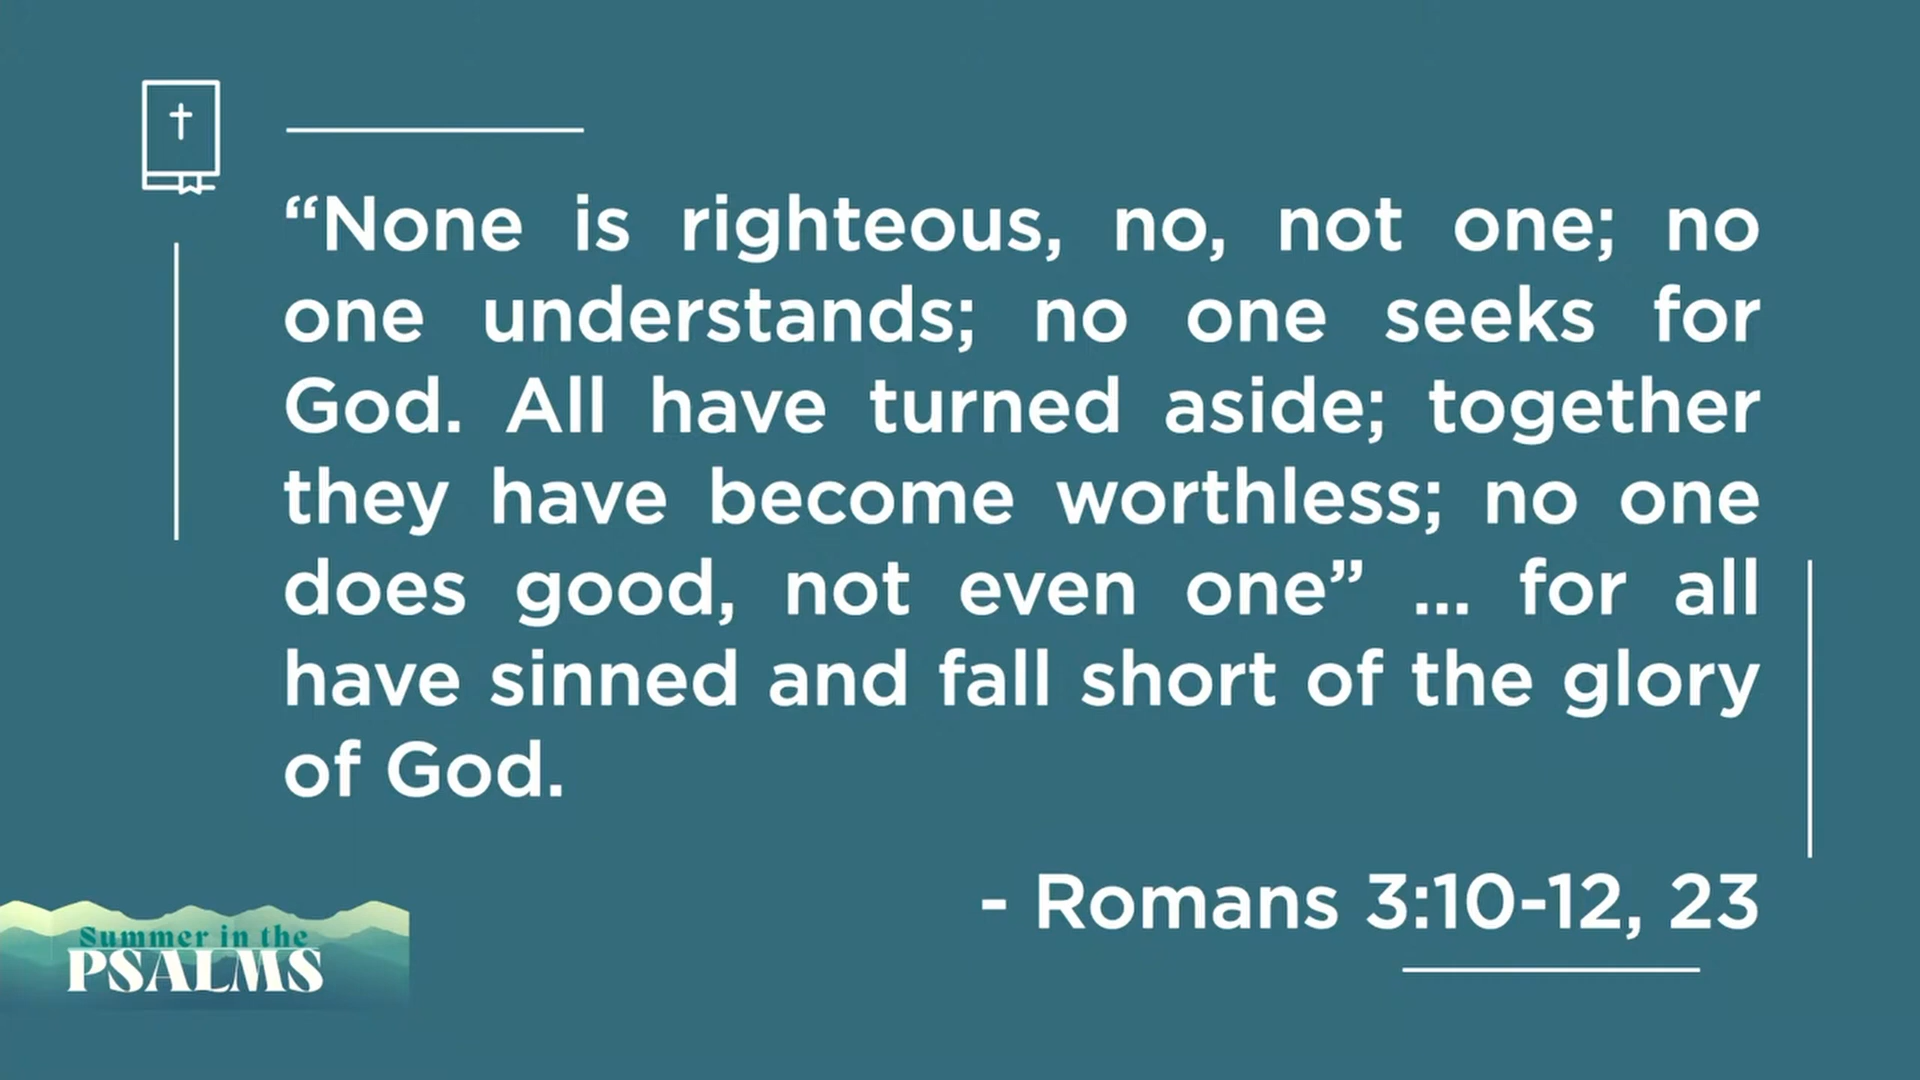 “None is righteous, no, not one; no
one understands; no one seeks for
God. All have turned aside; together
they have become worthless; no one
does good, not even one” ... for all
have sinned and fall short of the glory
of God.
- Romans 3:10-12, 23
Summer in the
PSALMS